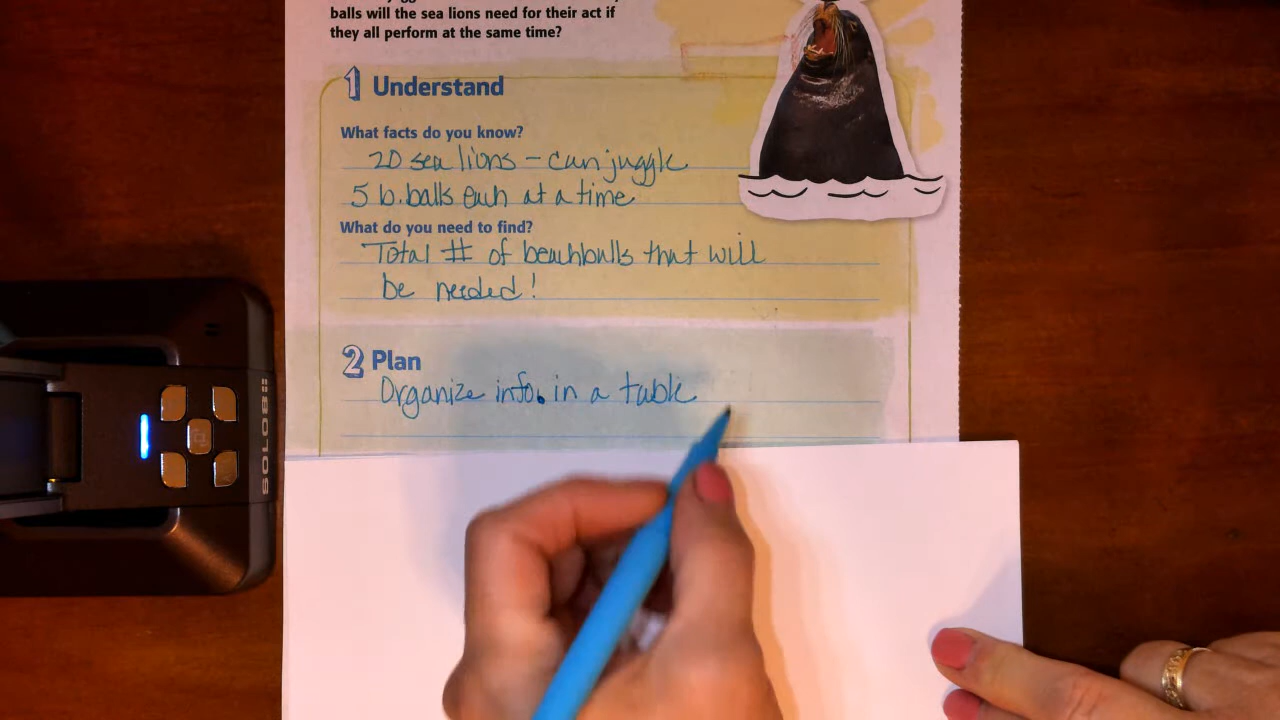 balls will the sea lions need for their act if
they all perform at the same time?
1 Understand
What facts do you know?
20 sea lions - can juggle
5 b.balls each at a time
What do you need to find?
Total # of beachballs that will
be needed!
2 Plan
Organize info. in a table
SOLO8